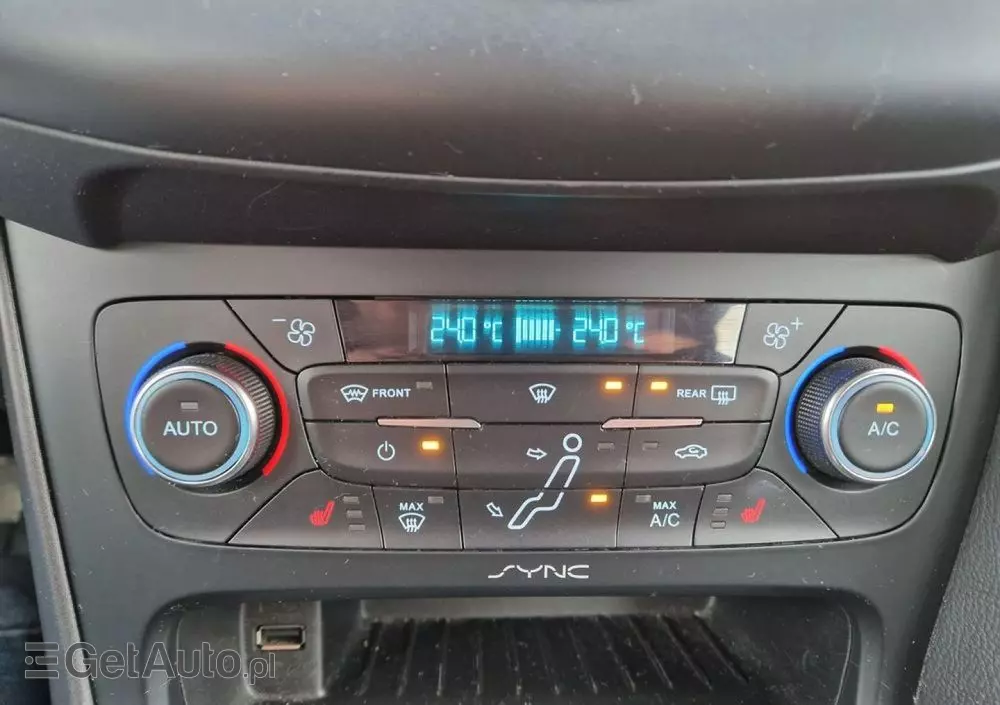 24.0 °C 24.0 °C
- +
FRONT REAR
AUTO A/C
MAX MAX
A/C
SYNC
GetAuto.pl